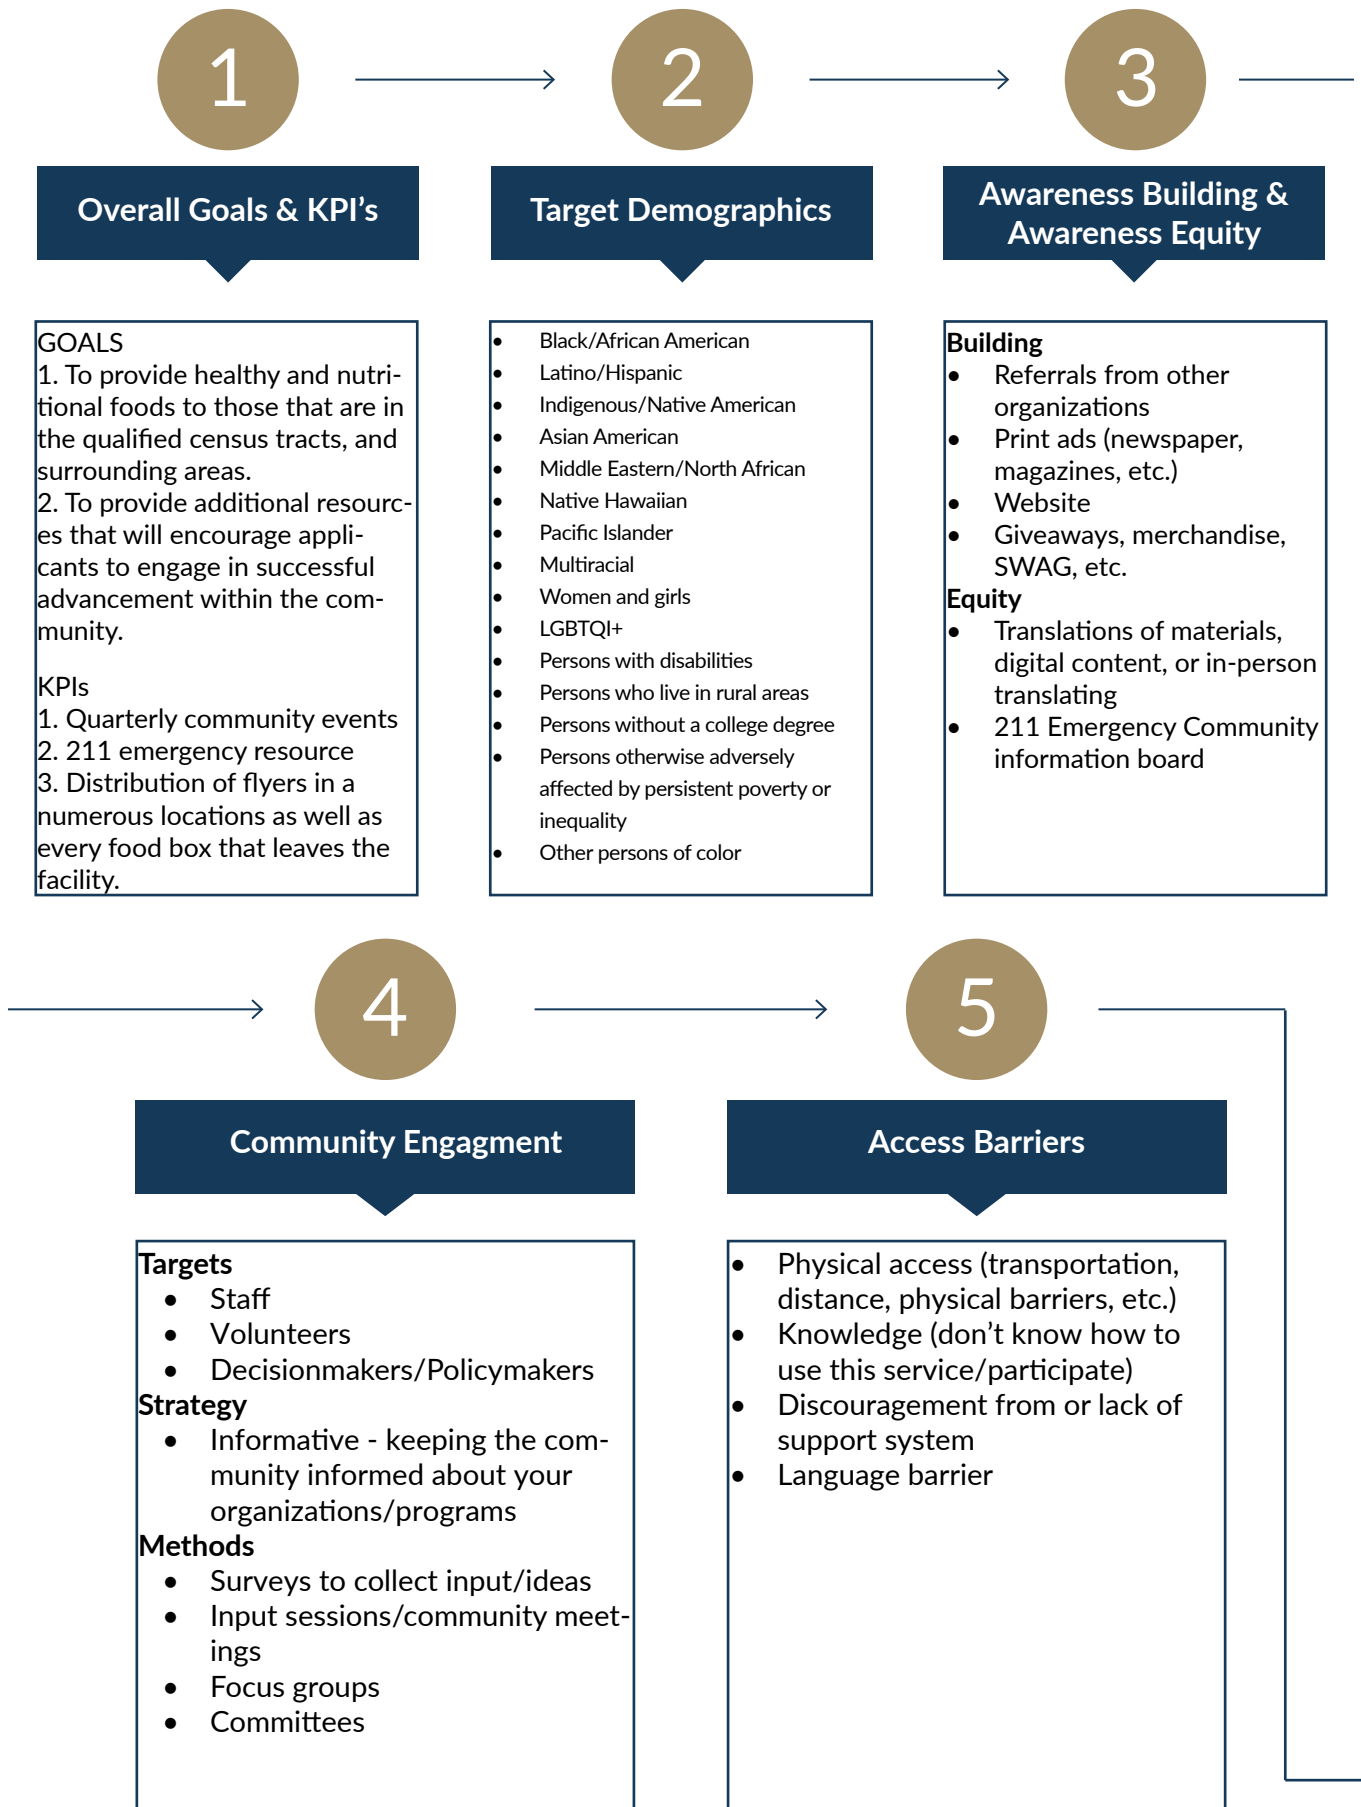 1
Overall Goals & KPI’s
GOALS
1. To provide healthy and nutri-
tional foods to those that are in
the qualified census tracts, and
surrounding areas.
2. To provide additional resourc-
es that will encourage appli-
cants to engage in successful
advancement within the com-
munity.
KPIs
1. Quarterly community events
2. 211 emergency resource
3. Distribution of flyers in a
numerous locations as well as
every food box that leaves the
facility.
2
Target Demographics
• Black/African American
• Latino/Hispanic
• Indigenous/Native American
• Asian American
• Middle Eastern/North African
• Native Hawaiian
• Pacific Islander
• Multiracial
• Women and girls
• LGBTQI+
• Persons with disabilities
• Persons who live in rural areas
• Persons without a college degree
• Persons otherwise adversely
affected by persistent poverty or
inequality
• Other persons of color
3
Awareness Building &
Awareness Equity
Building
• Referrals from other
organizations
• Print ads (newspaper,
magazines, etc.)
• Website
• Giveaways, merchandise,
SWAG, etc.
Equity
• Translations of materials,
digital content, or in-person
translating
• 211 Emergency Community
information board
4
Community Engagment
Targets
• Staff
• Volunteers
• Decisionmakers/Policymakers
Strategy
• Informative - keeping the com-
munity informed about your
organizations/programs
Methods
• Surveys to collect input/ideas
• Input sessions/community meet-
ings
• Focus groups
• Committees
5
Access Barriers
• Physical access (transportation,
distance, physical barriers, etc.)
• Knowledge (don’t know how to
use this service/participate)
• Discouragement from or lack of
support system
• Language barrier